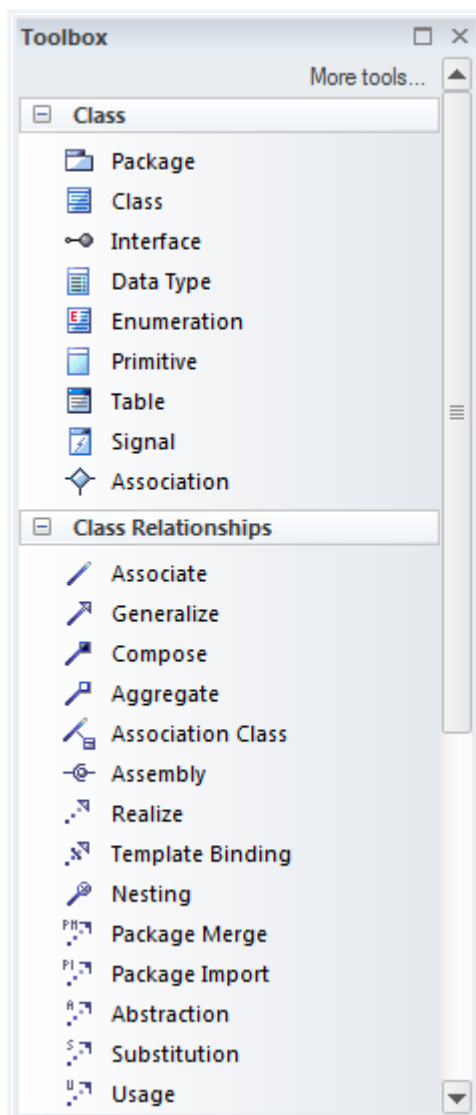 Toolbox
More tools...
Class
Package
Class
Interface
Data Type
Enumeration
Primitive
Table
Signal
Association
Class Relationships
Associate
Generalize
Compose
Aggregate
Association Class
Assembly
Realize
Template Binding
Nesting
Package Merge
Package Import
Abstraction
Substitution
Usage